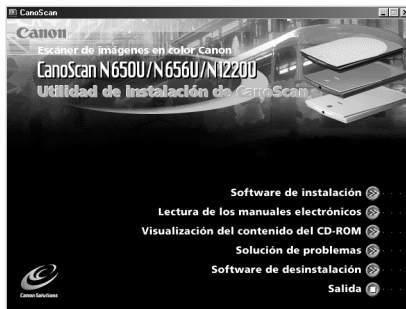 CanoScan
Canon
Escáner de imágenes en color Canon
CanoScan N650U/N656U/N1220U
Utilidad de instalación de CanoScan
Software de instalación
Lectura de los manuales electrónicos
Visualización del contenido del CD-ROM
Solución de problemas
Software de desinstalación
Salida
Canon Solutions